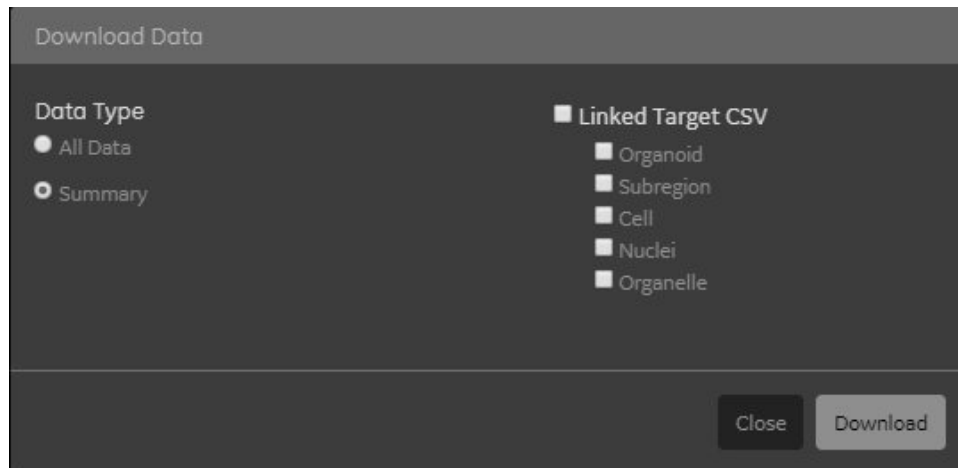 Download Data
Data Type
All Data
Summary
Linked Target CSV
Organoid
Subregion
Cell
Nuclei
Organelle
Close
Download